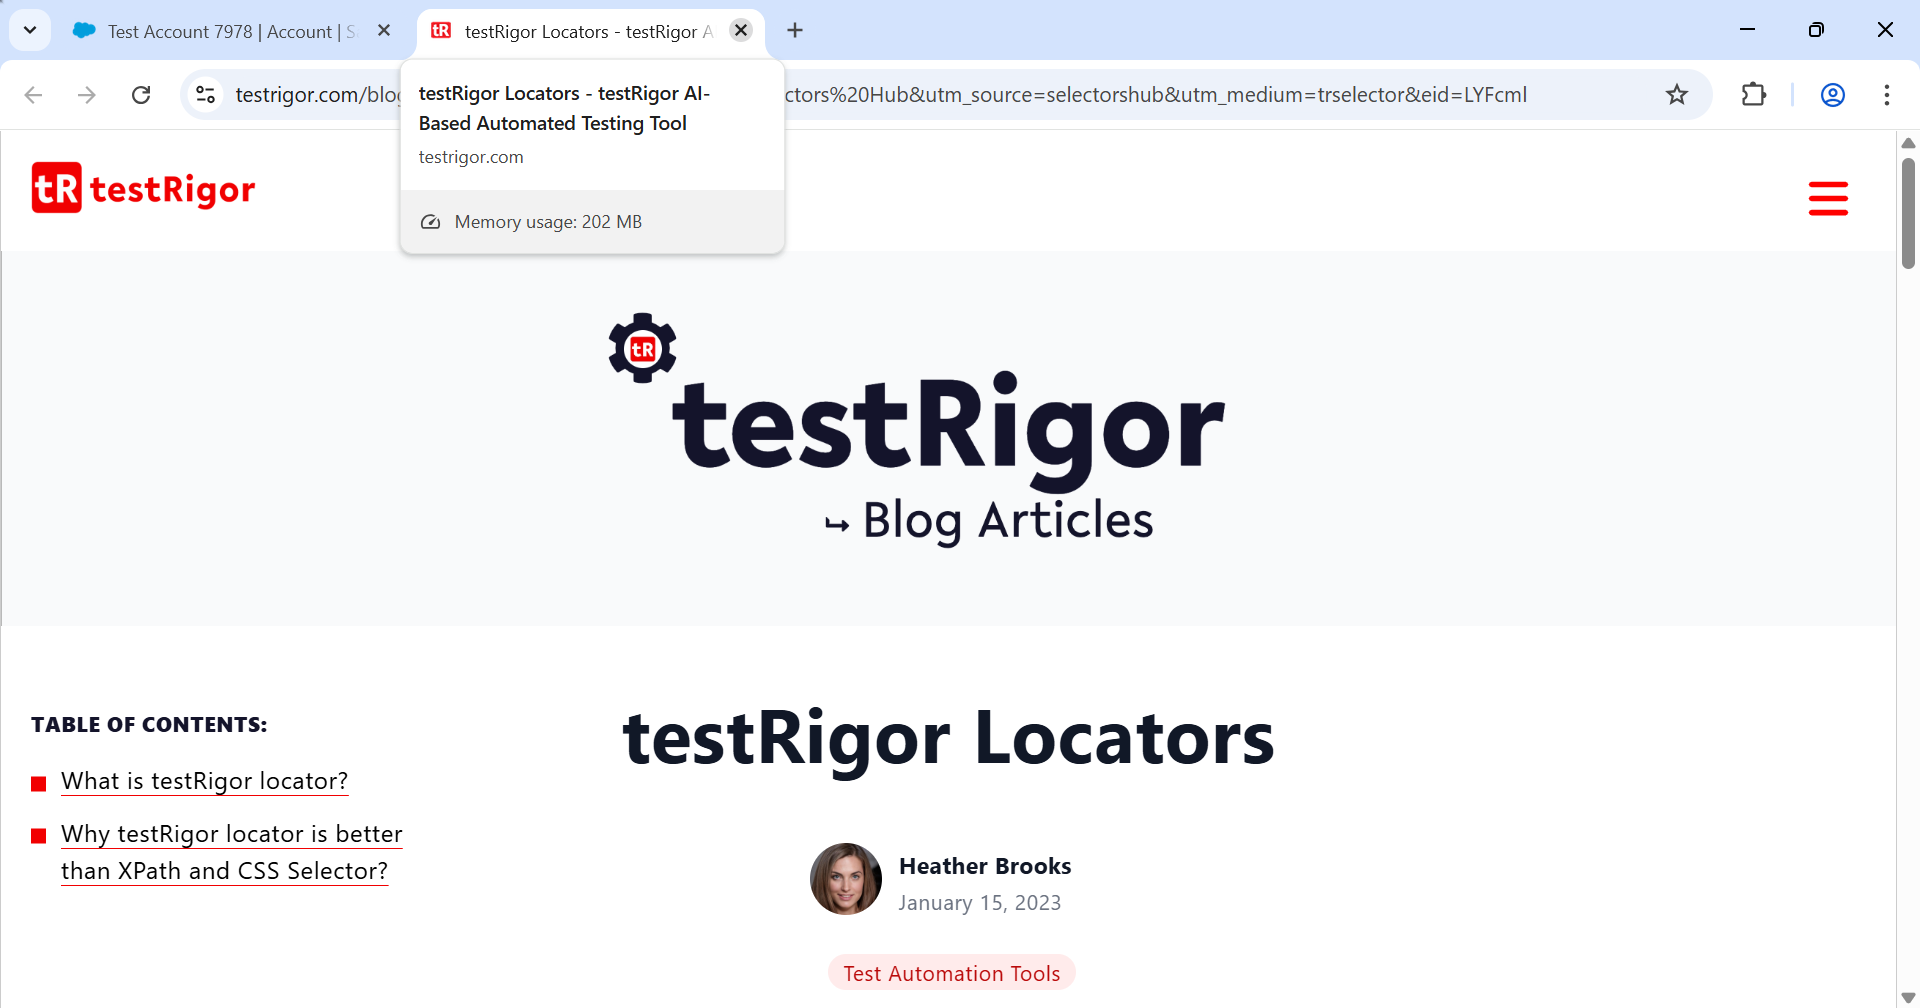 Test Account 7978 | Account | S
testRigor Locators - testRigor A
testrigor.com/blog
ctors%20Hub&utm_source=selectorshub&utm_medium=trselector&eid=LYFcmI
testRigor Locators - testRigor AI-
Based Automated Testing Tool
testrigor.com
Memory usage: 202 MB
tR testRigor
tR
testRigor
↪ Blog Articles
TABLE OF CONTENTS:
What is testRigor locator?
Why testRigor locator is better
than XPath and CSS Selector?
testRigor Locators
Heather Brooks
January 15, 2023
Test Automation Tools